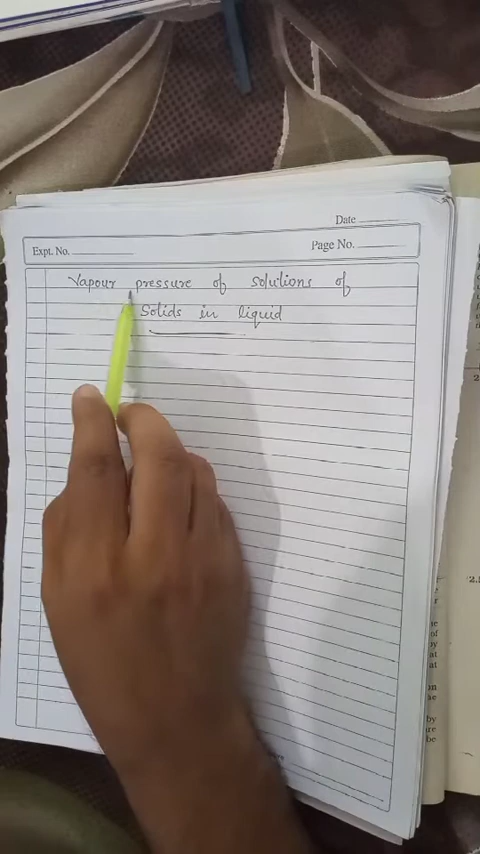 Date
Expt. No.
Page No.
Vapour pressure of solutions of
Solids in liquid